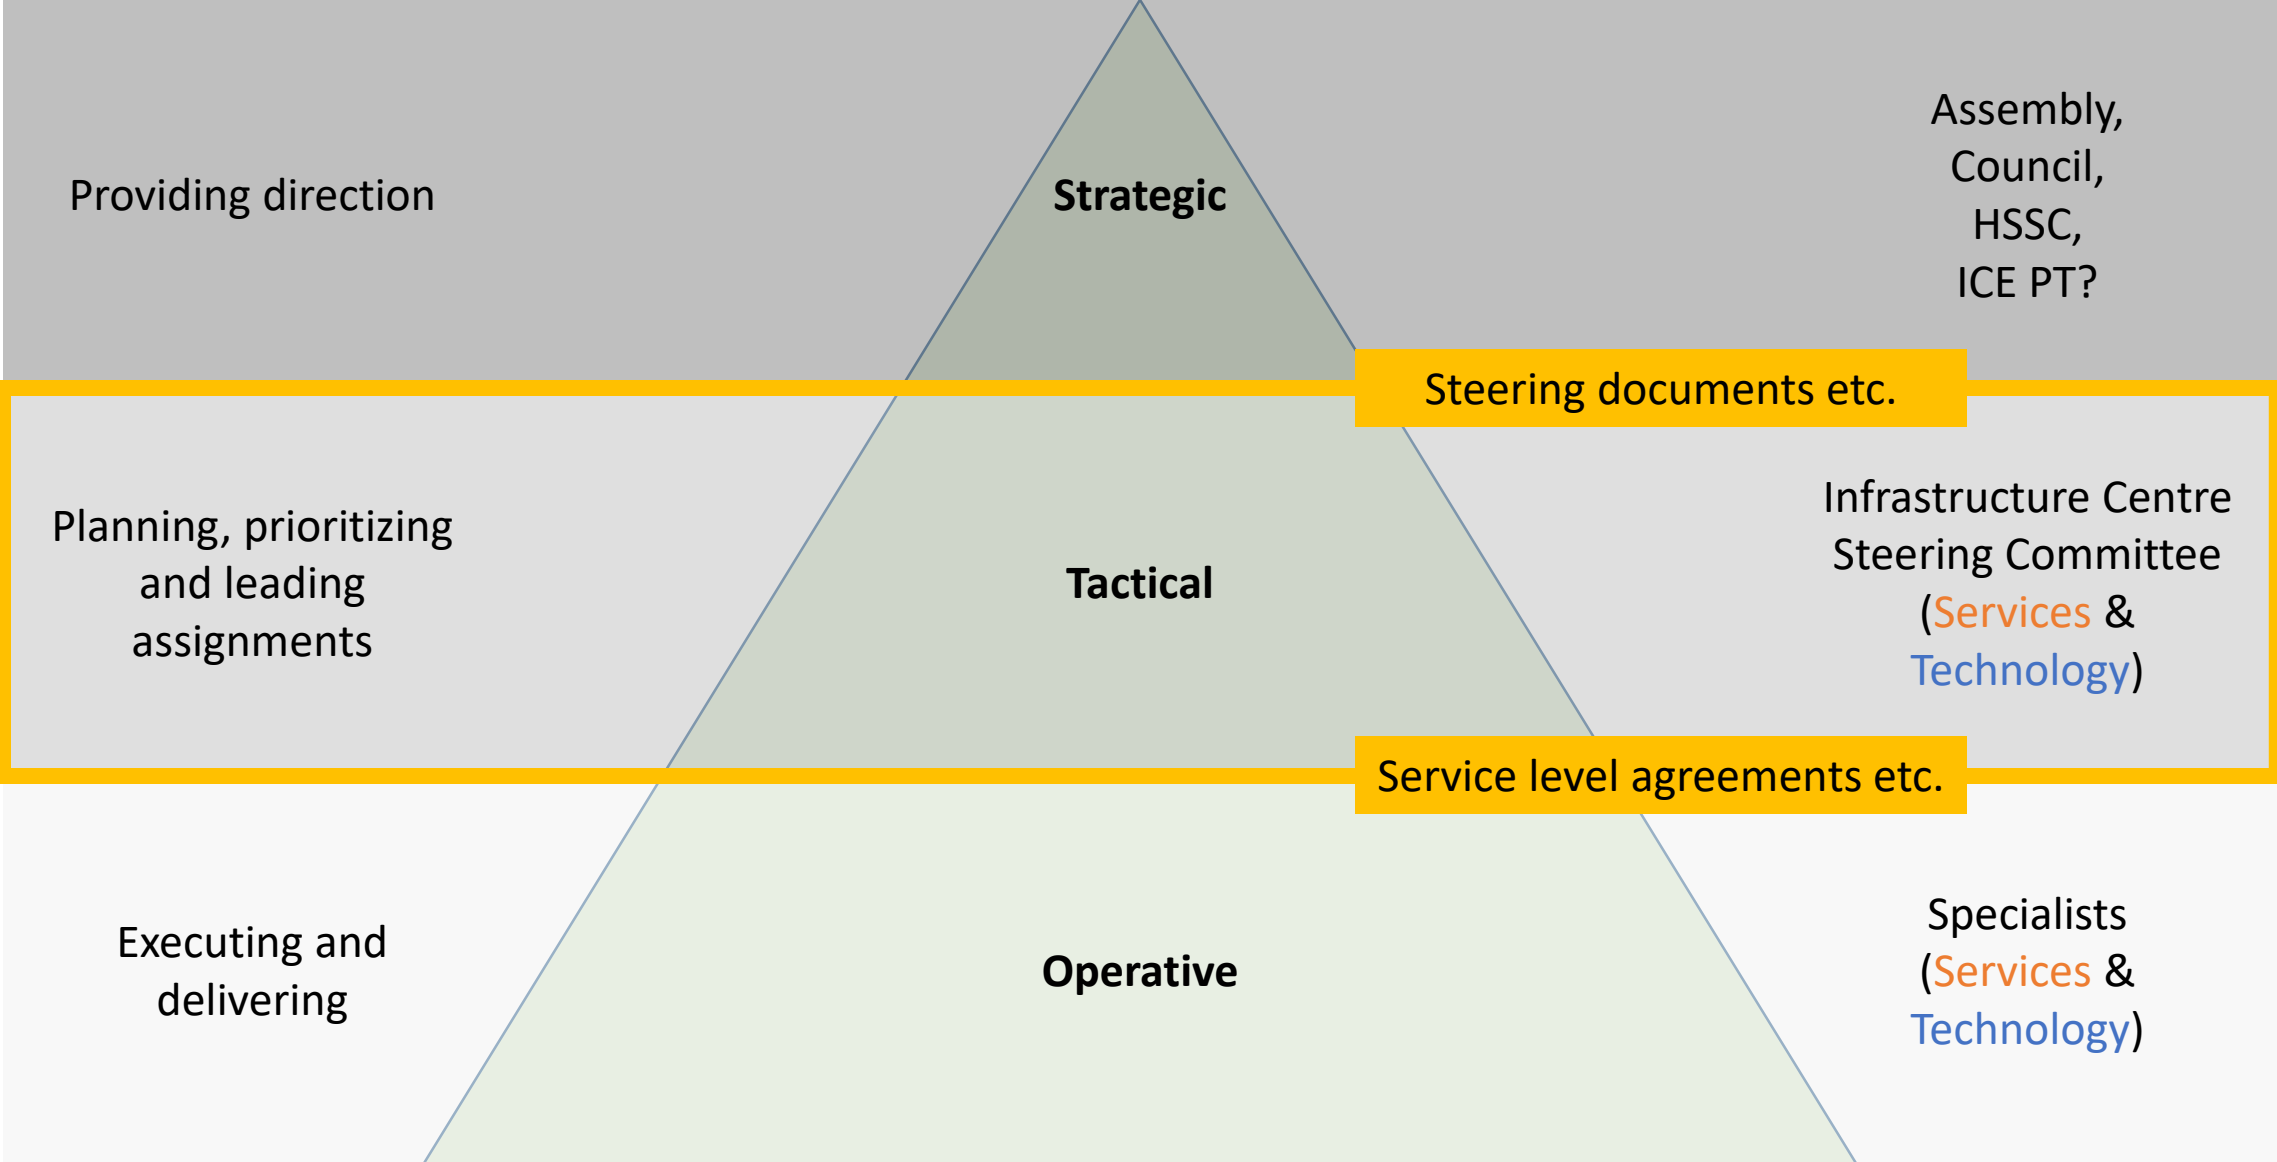 Providing direction
Strategic
Assembly,
Council,
HSSC,
ICE PT?
Steering documents etc.
Planning, prioritizing
and leading
assignments
Tactical
Infrastructure Centre
Steering Committee
(Services &
Technology)
Service level agreements etc.
Executing and
delivering
Operative
Specialists
(Services &
Technology)